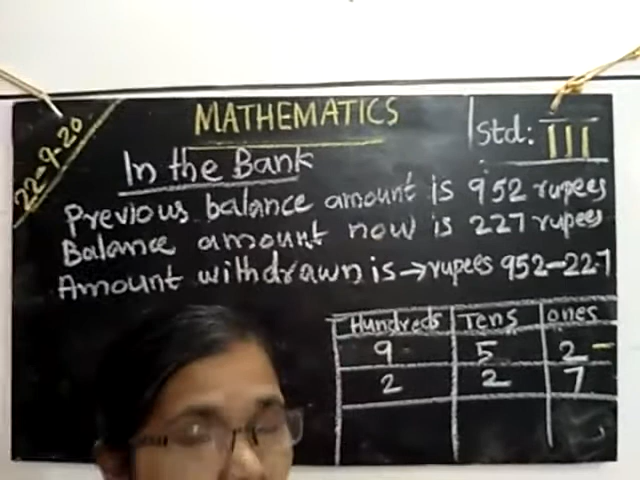 22-9-20
MATHEMATICS
Std: III
In the Bank
Previous balance amount is 952 rupees
Balance amount now is 227 rupees
Amount withdrawn is → rupees 952-227
Hundreds Tens ones
9 5 2 -
2 2 7